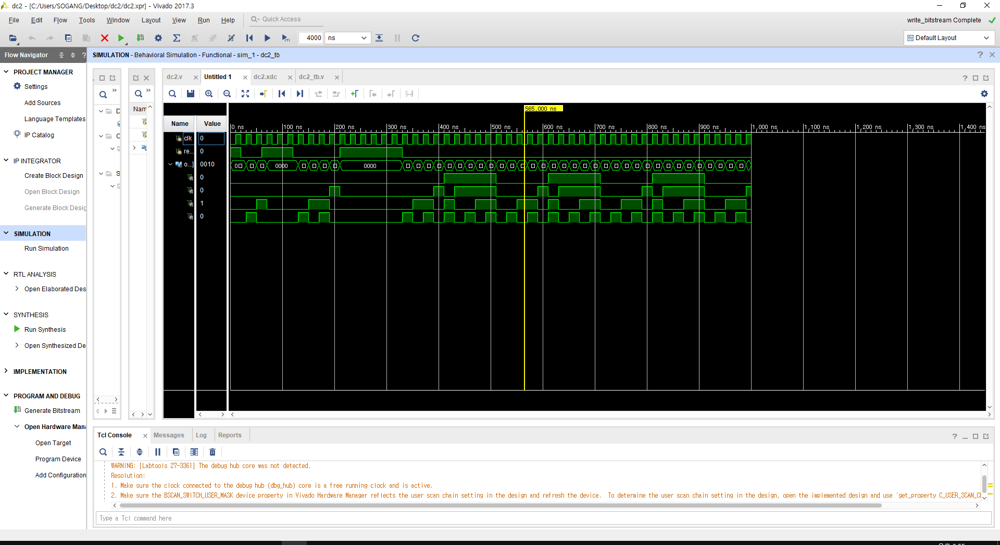 dc2 - [C:/Users/SOGANG/Desktop/dc2/dc2.xpr] - Vivado 2017.3
File Edit Flow Tools Window Layout View Run Help Quick Access
write_bitstream Complete
4000 ns
Default Layout
Flow Navigator
SIMULATION - Behavioral Simulation - Functional - sim_1 - dc2_tb
PROJECT MANAGER
Settings
Add Sources
Language Templates
IP Catalog
IP INTEGRATOR
Create Block Design
Open Block Design
Generate Block Desig
SIMULATION
Run Simulation
RTL ANALYSIS
Open Elaborated Des
SYNTHESIS
Run Synthesis
Open Synthesized De
IMPLEMENTATION
PROGRAM AND DEBUG
Generate Bitstream
Open Hardware Mana
Open Target
Program Device
Add Configuration
Nam
dc2.v Untitled 1 dc2.xdc dc2_tb.v
565,000 ns
Name Value
0 ns 100 ns 200 ns 300 ns 400 ns 500 ns 600 ns 700 ns 800 ns 900 ns 1,000 ns 1,100 ns 1,200 ns 1,300 ns 1,400 ns
clk 0
re... 0
o...] 0010
0000 0000
0
0
1
0
Tcl Console Messages Log Reports
WARNING: [Labtools 27-3361] The debug hub core was not detected.
Resolution:
1. Make sure the clock connected to the debug hub (dbg_hub) core is a free running clock and is active.
2. Make sure the BSCAN_SWITCH_USER_MASK device property in Vivado Hardware Manager reflects the user scan chain setting in the design and refresh the device. To determine the user scan chain setting in the design, open the implemented design and use 'get_property C_USER_SCAN_C
Type a Tcl command here